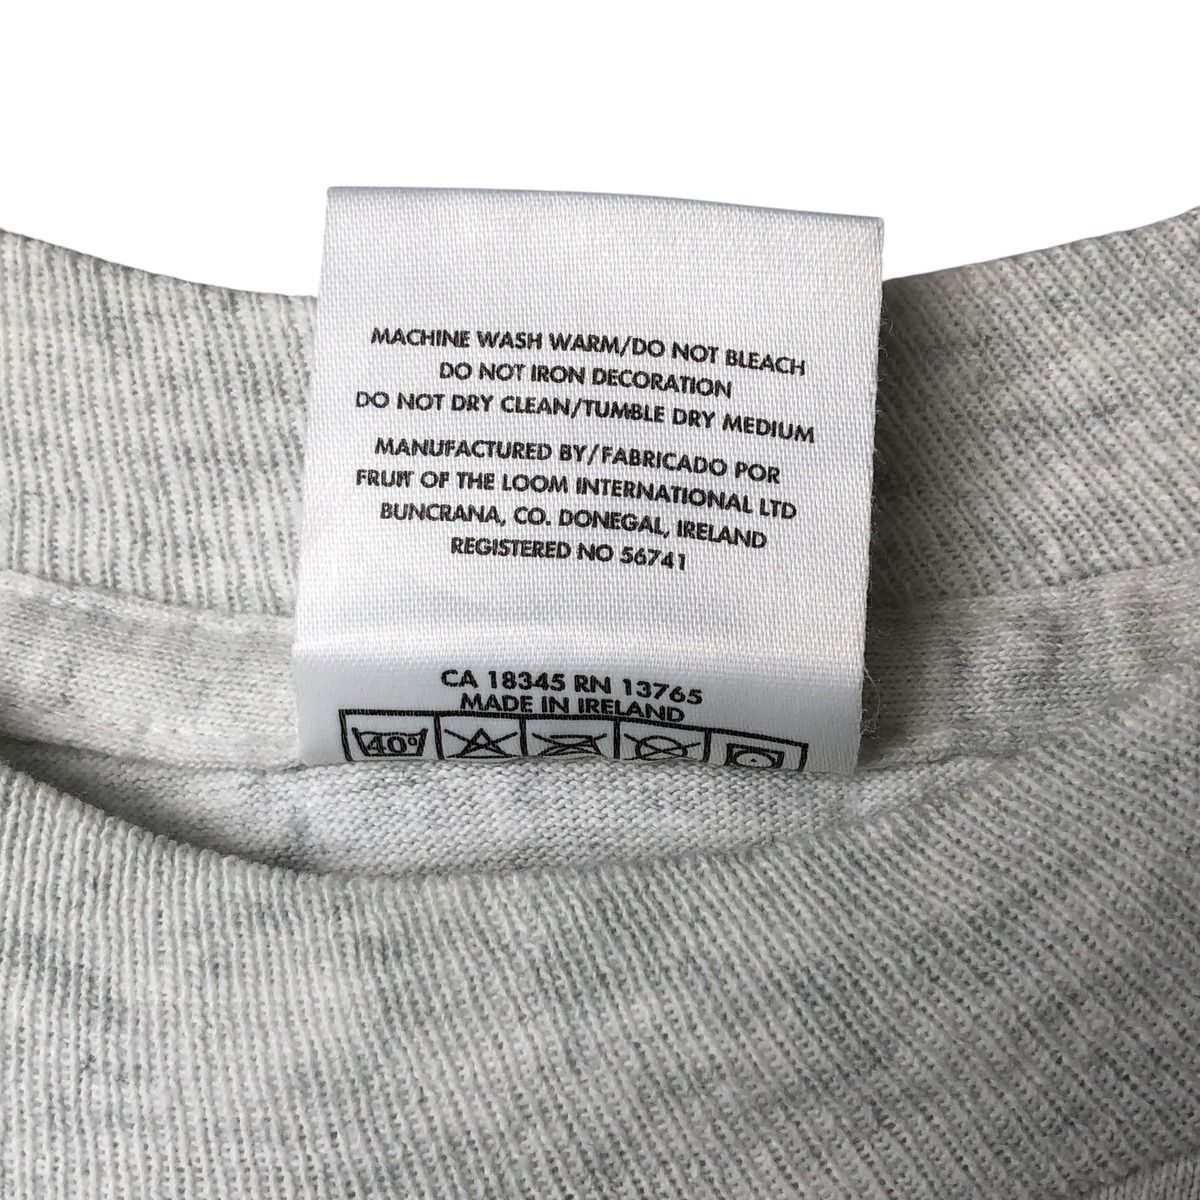 MACHINE WASH WARM/DO NOT BLEACH
DO NOT IRON DECORATION
DO NOT DRY CLEAN/TUMBLE DRY MEDIUM
MANUFACTURED BY/FABRICADO POR
FRUIT OF THE LOOM INTERNATIONAL LTD
BUNCRANA, CO. DONEGAL, IRELAND
REGISTERED NO 56741
CA 18345 RN 13765
MADE IN IRELAND
40°